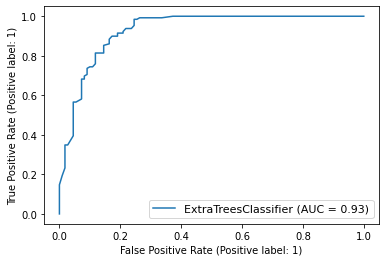 True Positive Rate (Positive label: 1)
1.0
0.8
0.6
0.4
0.2
0.0
ExtraTreesClassifier (AUC = 0.93)
0.0 0.2 0.4 0.6 0.8 1.0
False Positive Rate (Positive label: 1)